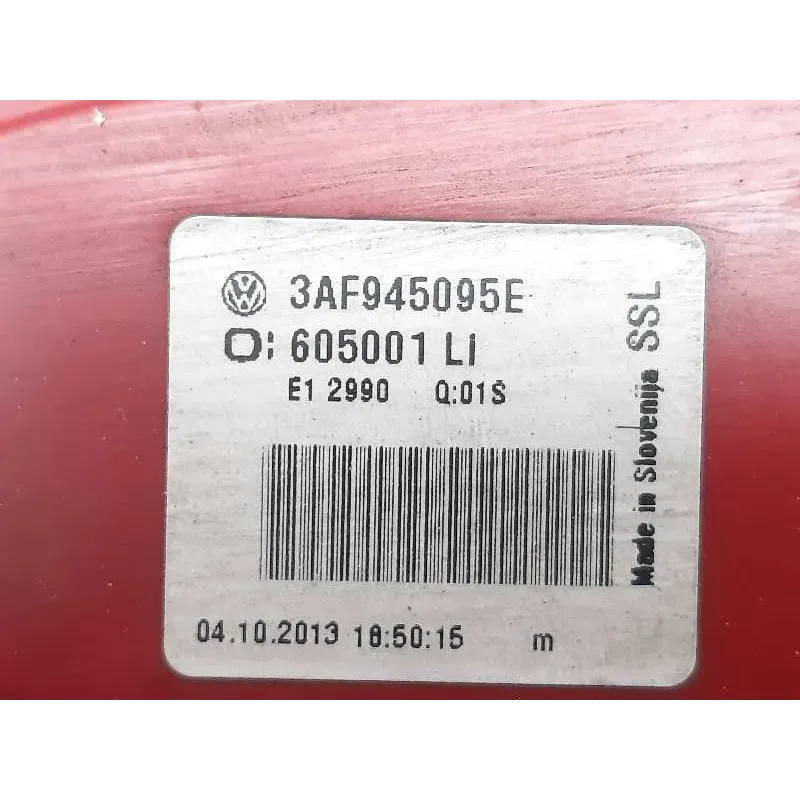 3AF945095E
O: 605001 LI
E1 2990 Q:01S
04.10.2013 18:50:15 m
Made in Slovenija SSL